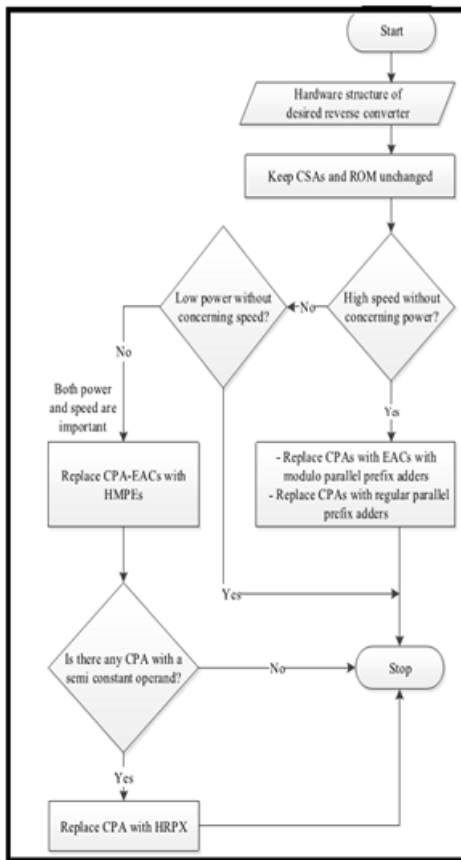 Start
Hardware structure of
desired reverse converter
Keep CSAs and ROM unchanged
High speed without
concerning power?
No
Low power without
concerning speed?
No
Both power
and speed are
important
Yes
- Replace CPAs with EACs with
modulo parallel prefix adders
- Replace CPAs with regular parallel
prefix adders
Replace CPA-EACs with
HMPEs
Yes
Is there any CPA with a
semi constant operand?
No
Stop
Yes
Replace CPA with HRPX